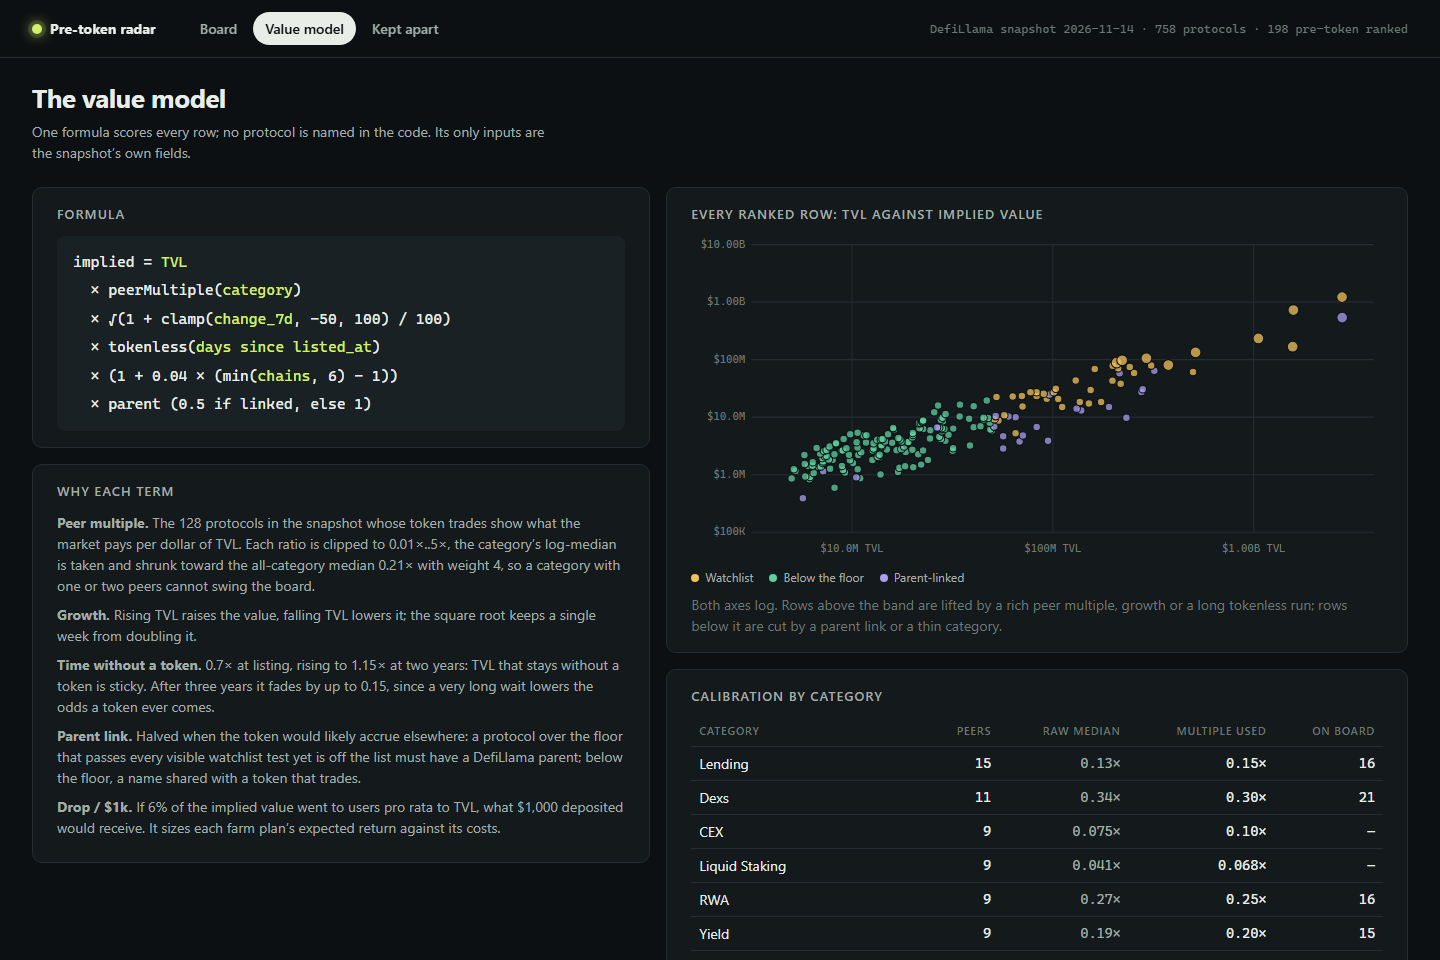 Pre-token radar
Board
Value model
Kept apart
DefiLlama snapshot 2026-11-14 · 758 protocols · 198 pre-token ranked
The value model
One formula scores every row; no protocol is named in the code. Its only inputs are
the snapshot's own fields.
FORMULA
implied = TVL
× peerMultiple(category)
× √(1 + clamp(change_7d, −50, 100) / 100)
× tokenless(days since listed_at)
× (1 + 0.04 × (min(chains, 6) − 1))
× parent (0.5 if linked, else 1)
WHY EACH TERM
Peer multiple. The 128 protocols in the snapshot whose token trades show what the
market pays per dollar of TVL. Each ratio is clipped to 0.01×..5×, the category's log-median
is taken and shrunk toward the all-category median 0.21× with weight 4, so a category with
one or two peers cannot swing the board.
Growth. Rising TVL raises the value, falling TVL lowers it; the square root keeps a single
week from doubling it.
Time without a token. 0.7× at listing, rising to 1.15× at two years: TVL that stays without a
token is sticky. After three years it fades by up to 0.15, since a very long wait lowers the
odds a token ever comes.
Parent link. Halved when the token would likely accrue elsewhere: a protocol over the floor
that passes every visible watchlist test yet is off the list must have a DefiLlama parent; below
the floor, a name shared with a token that trades.
Drop / $1k. If 6% of the implied value went to users pro rata to TVL, what $1,000 deposited
would receive. It sizes each farm plan's expected return against its costs.
EVERY RANKED ROW: TVL AGAINST IMPLIED VALUE
$10.00B
$1.00B
$100M
$10.0M
$1.0M
$100K
$10.0M TVL
$100M TVL
$1.00B TVL
Watchlist
Below the floor
Parent-linked
Both axes log. Rows above the band are lifted by a rich peer multiple, growth or a long tokenless run; rows
below it are cut by a parent link or a thin category.
CALIBRATION BY CATEGORY
CATEGORY PEERS RAW MEDIAN MULTIPLE USED ON BOARD
Lending 15 0.13× 0.15× 16
Dexs 11 0.34× 0.30× 21
CEX 9 0.075× 0.10× –
Liquid Staking 9 0.041× 0.068× –
RWA 9 0.27× 0.25× 16
Yield 9 0.19× 0.20× 15